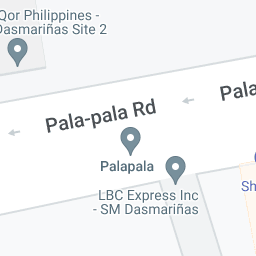 Qor Philippines -
Dasmariñas Site 2
Pala
Pala-pala Rd
Palapala
LBC Express Inc
- SM Dasmariñas
Sh